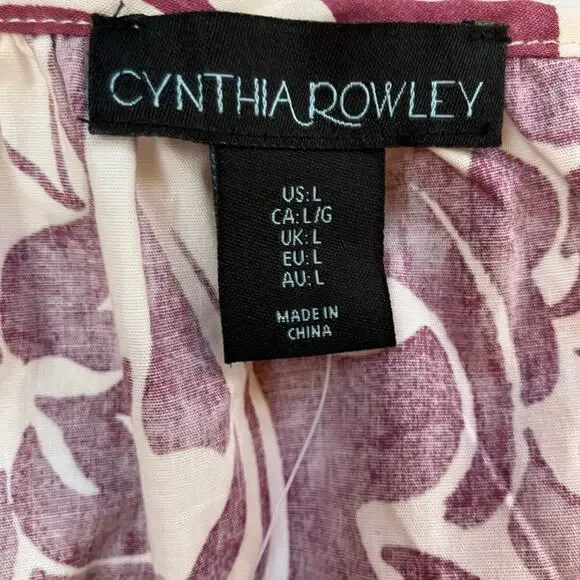 CYNTHIA ROWLEY
US: L
CA: L/G
UK: L
EU: L
AU: L
MADE IN
CHINA